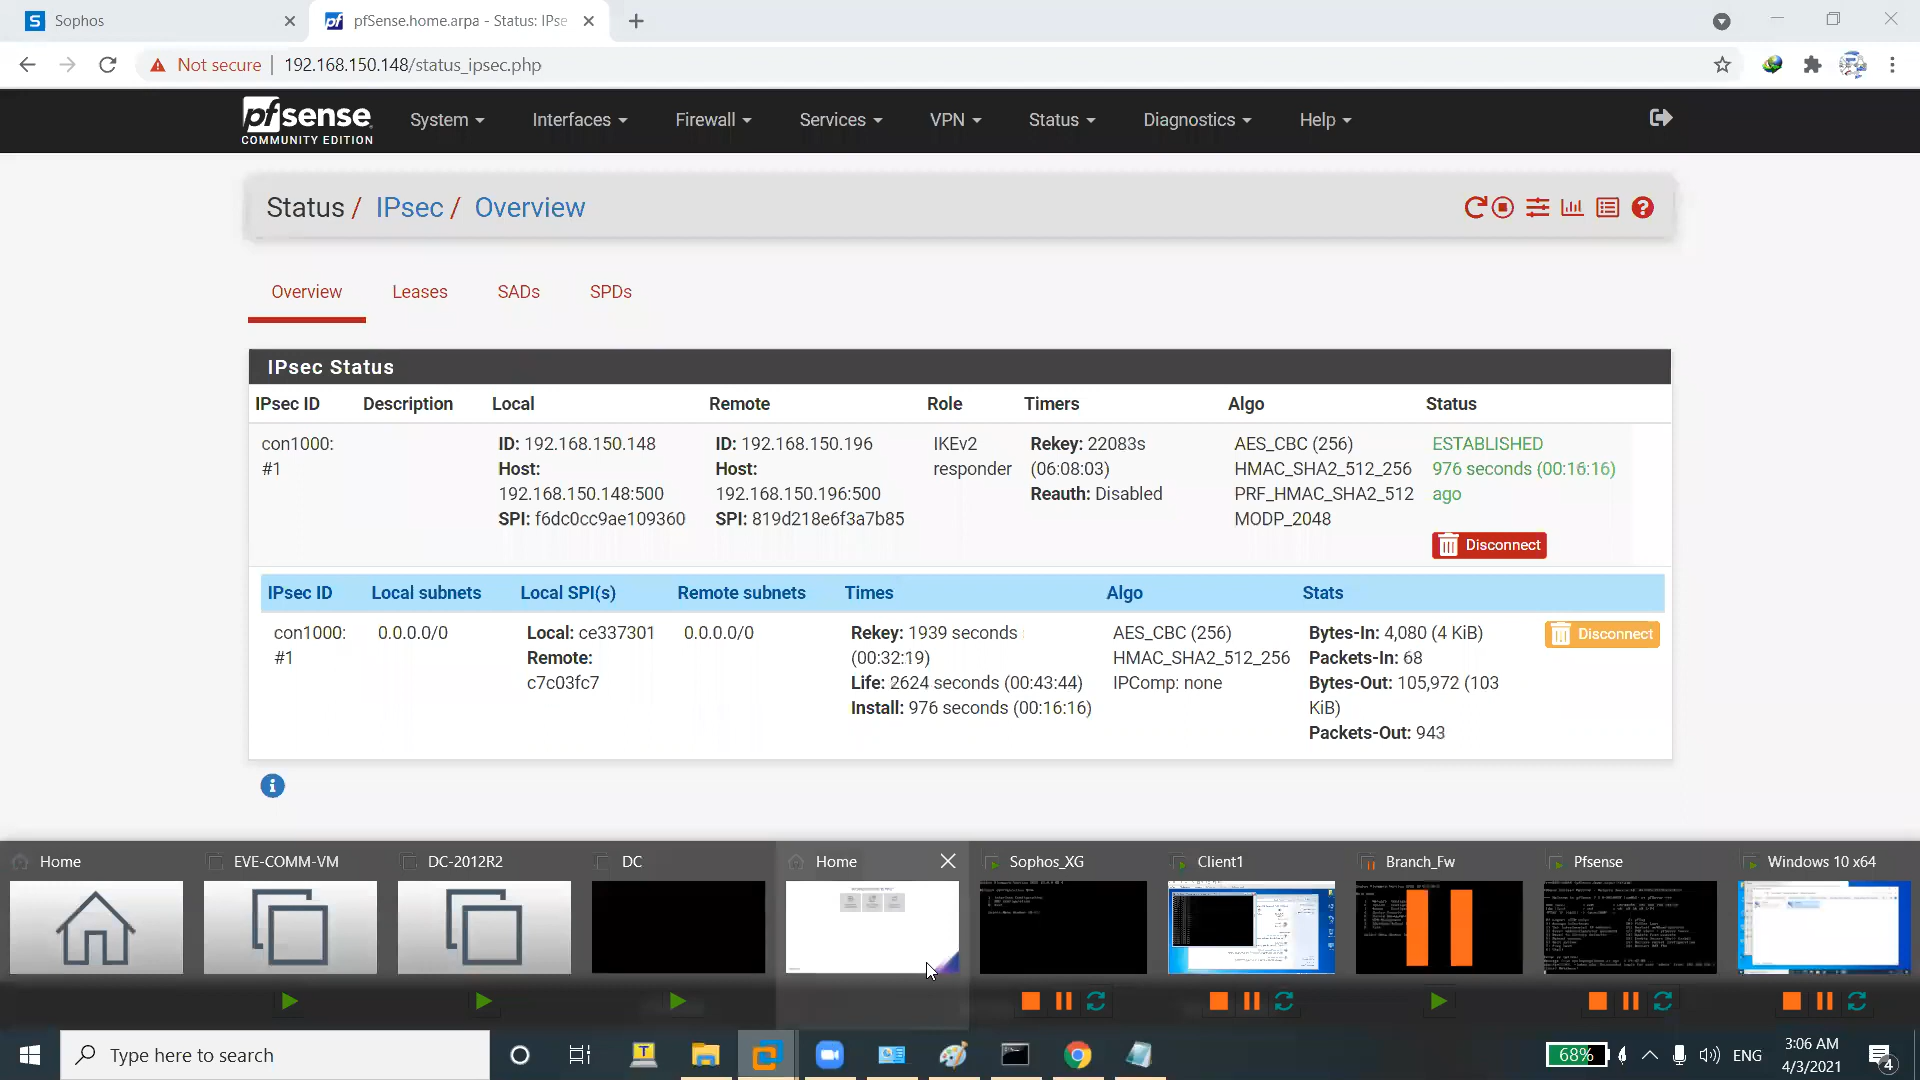 Sophos
pfSense.home.arpa - Status: IPse
Not secure
192.168.150.148/status_ipsec.php
pfsense
COMMUNITY EDITION
System
Interfaces
Firewall
Services
VPN
Status
Diagnostics
Help
Status / IPsec / Overview
Overview
Leases
SADs
SPDs
IPsec Status
IPsec ID
Description
Local
Remote
Role
Timers
Algo
Status
con1000:
#1
ID: 192.168.150.148
Host:
192.168.150.148:500
SPI: f6dc0cc9ae109360
ID: 192.168.150.196
Host:
192.168.150.196:500
SPI: 819d218e6f3a7b85
IKEv2
responder
Rekey: 22083s
(06:08:03)
Reauth: Disabled
AES_CBC (256)
HMAC_SHA2_512_256
PRF_HMAC_SHA2_512
MODP_2048
ESTABLISHED
976 seconds (00:16:16)
ago
Disconnect
IPsec ID
Local subnets
Local SPI(s)
Remote subnets
Times
Algo
Stats
con1000:
#1
0.0.0.0/0
Local: ce337301
Remote:
c7c03fc7
0.0.0.0/0
Rekey: 1939 seconds
(00:32:19)
Life: 2624 seconds (00:43:44)
Install: 976 seconds (00:16:16)
AES_CBC (256)
HMAC_SHA2_512_256
IPComp: none
Bytes-In: 4,080 (4 KiB)
Packets-In: 68
Bytes-Out: 105,972 (103
KiB)
Packets-Out: 943
Disconnect
Home
EVE-COMM-VM
DC-2012R2
DC
Home
Sophos_XG
Client1
Branch_Fw
Pfsense
Windows 10 x64
Type here to search
68%
ENG
3:06 AM
4/3/2021
4